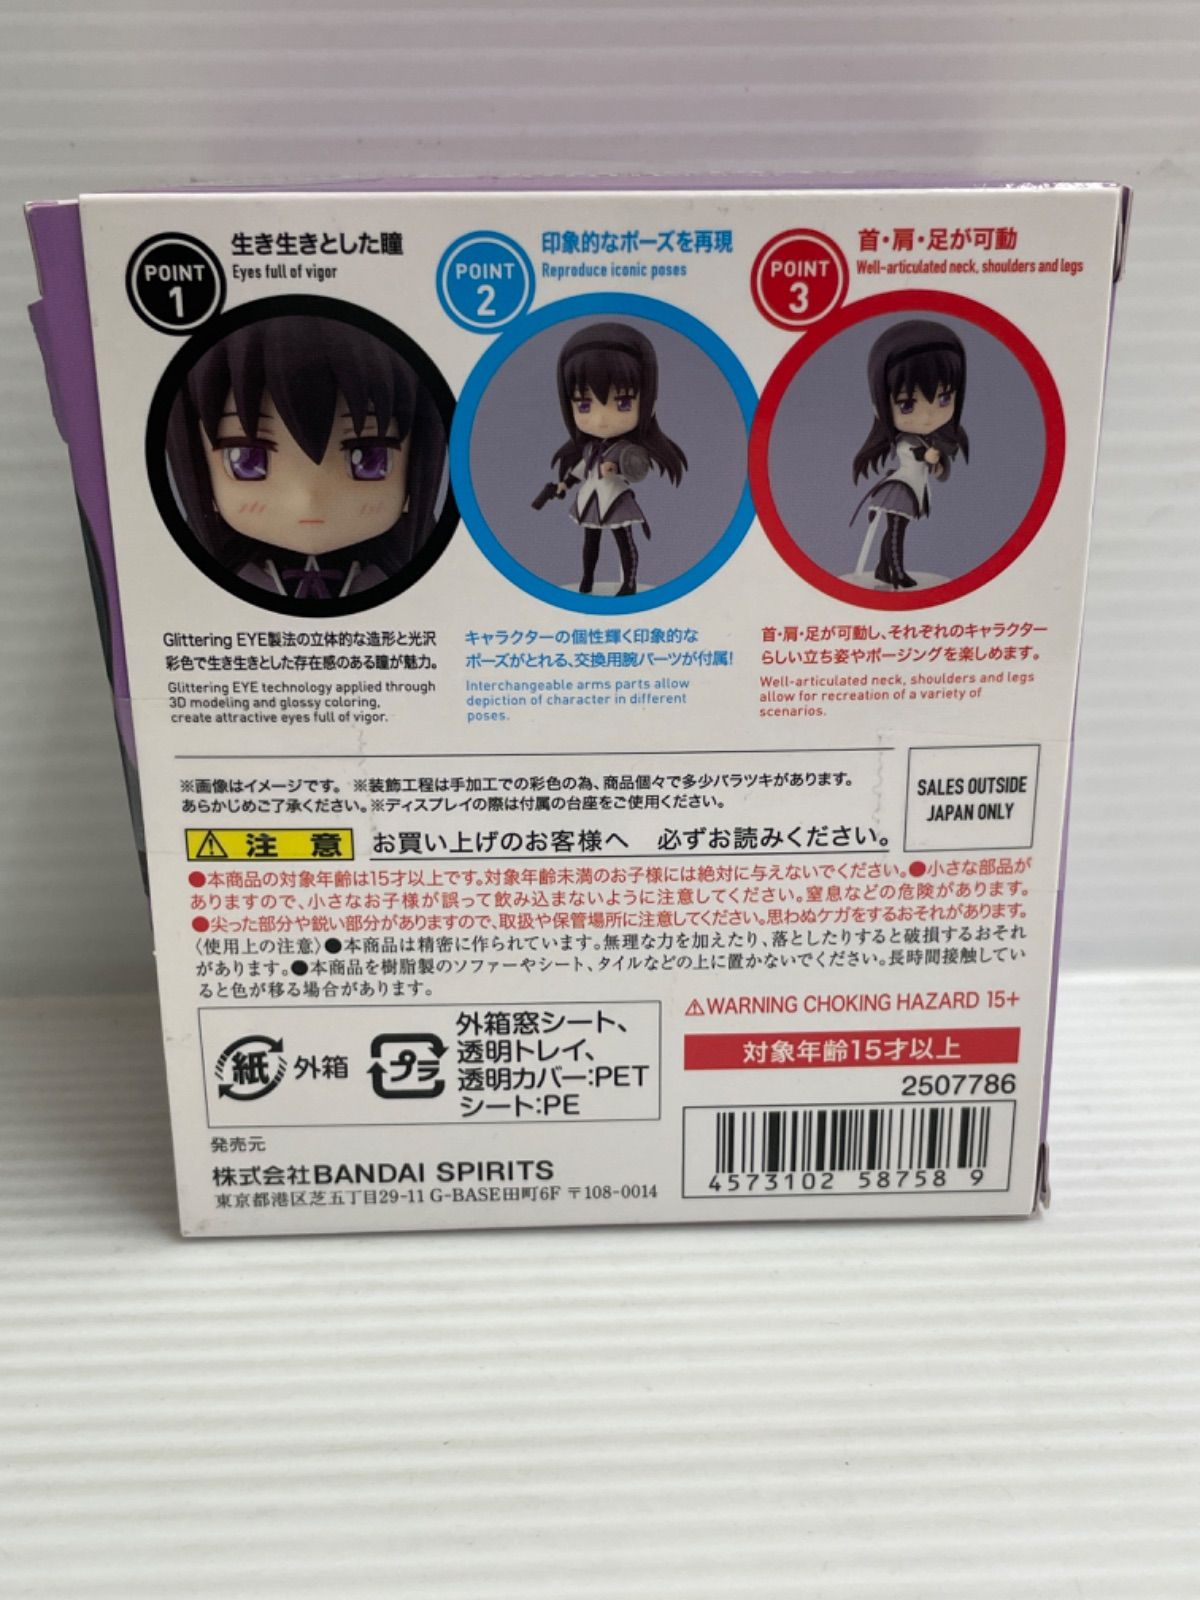 POINT
1
生き生きとした瞳
Eyes full of vigor
POINT
2
印象的なポーズを再現
Reproduce iconic poses
POINT
3
首・肩・足が可動
Well-articulated neck, shoulders and legs
Glittering EYE製法の立体的な造形と光沢
彩色で生き生きとした存在感のある瞳が魅力。
Glittering EYE technology applied through
3D modeling and glossy coloring,
create attractive eyes full of vigor.
キャラクターの個性輝く印象的な
ポーズがとれる、交換用腕パーツが付属!
Interchangeable arms parts allow
depiction of character in different
poses.
首・肩・足が可動し、それぞれのキャラクター
らしい立ち姿やポージングを楽しめます。
Well-articulated neck, shoulders and legs
allow for recreation of a variety of
scenarios.
※画像はイメージです。 ※装飾工程は手加工での彩色の為、商品個々で多少バラツキがあります。
あらかじめご了承ください。※ディスプレイの際は付属の台座をご使用ください。
SALES OUTSIDE
JAPAN ONLY
注 意 お買い上げのお客様へ 必ずお読みください。
●本商品の対象年齢は15才以上です。対象年齢未満のお子様には絶対に与えないでください。●小さな部品が
ありますので、小さなお子様が誤って飲み込まないように注意してください。窒息などの危険があります。
●尖った部分や鋭い部分がありますので、取扱や保管場所に注意してください。思わぬケガをするおそれがあります。
〈使用上の注意〉●本商品は精密に作られています。無理な力を加えたり、落としたりすると破損するおそれ
があります。●本商品を樹脂製のソファーやシート、タイルなどの上に置かないでください。長時間接触してい
ると色が移る場合があります。
⚠WARNING CHOKING HAZARD 15+
紙 外箱
プラ
外箱窓シート、
透明トレイ、
透明カバー:PET
シート:PE
対象年齢15才以上
2507786
発売元
株式会社BANDAI SPIRITS
東京都港区芝五丁目29-11 G-BASE田町6F 〒108-0014
4573102 58758 9